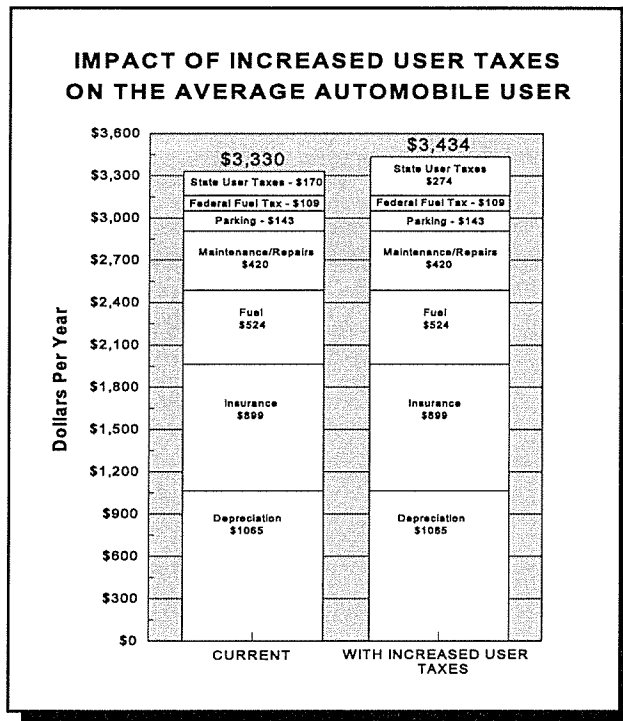 IMPACT OF INCREASED USER TAXES
ON THE AVERAGE AUTOMOBILE USER
$3,600
$3,300
$3,000
$2,700
$2,400
$2,100
$1,800
$1,500
$1,200
$900
$600
$300
$0
Dollars Per Year
$3,330
State User Taxes - $170
Federal Fuel Tax - $109
Parking - $143
Maintenance/Repairs
$420
Fuel
$524
Insurance
$899
Depreciation
$1065
CURRENT
$3,434
State User Taxes
$274
Federal Fuel Tax - $109
Parking - $143
Maintenance/Repairs
$420
Fuel
$524
Insurance
$899
Depreciation
$1065
WITH INCREASED USER
TAXES